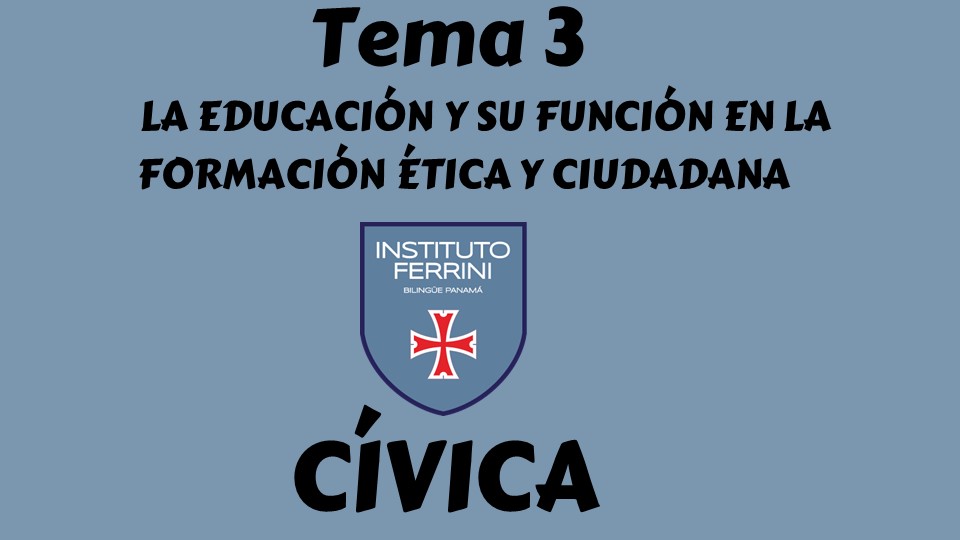 Tema 3
LA EDUCACIÓN Y SU FUNCIÓN EN LA
FORMACIÓN ÉTICA Y CIUDADANA
INSTITUTO
FERRINI
BILINGÜE PANAMÁ
CÍVICA